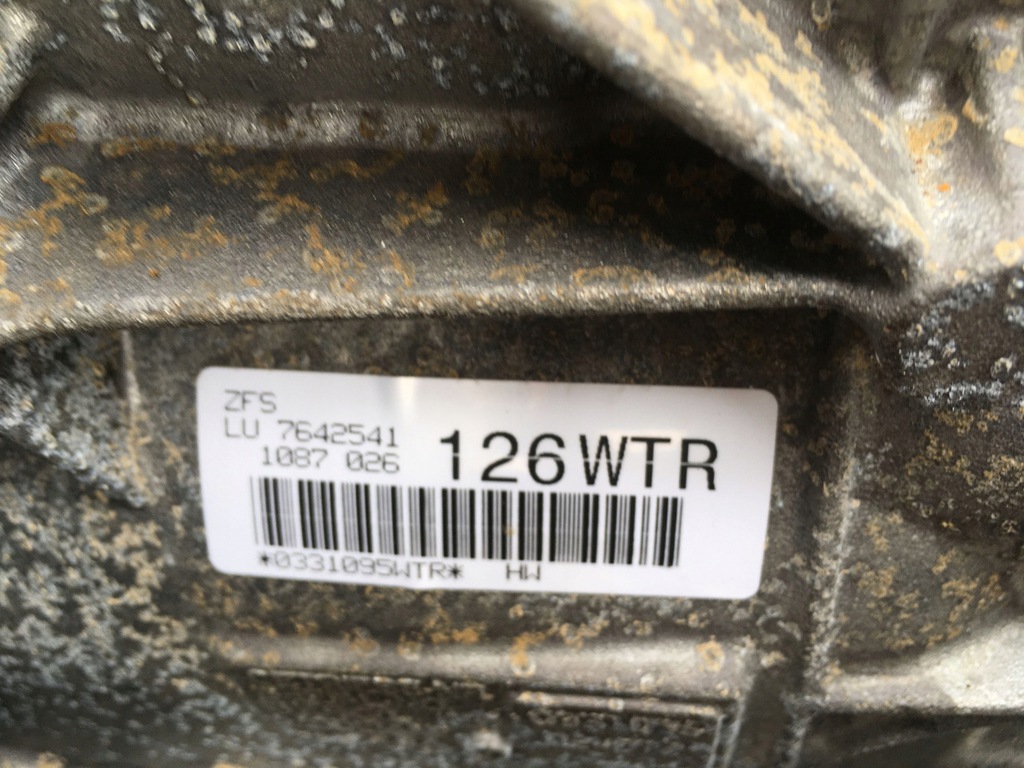 ZFS
LU 7642541
1087 026
126WTR
*0331095WTR* HW